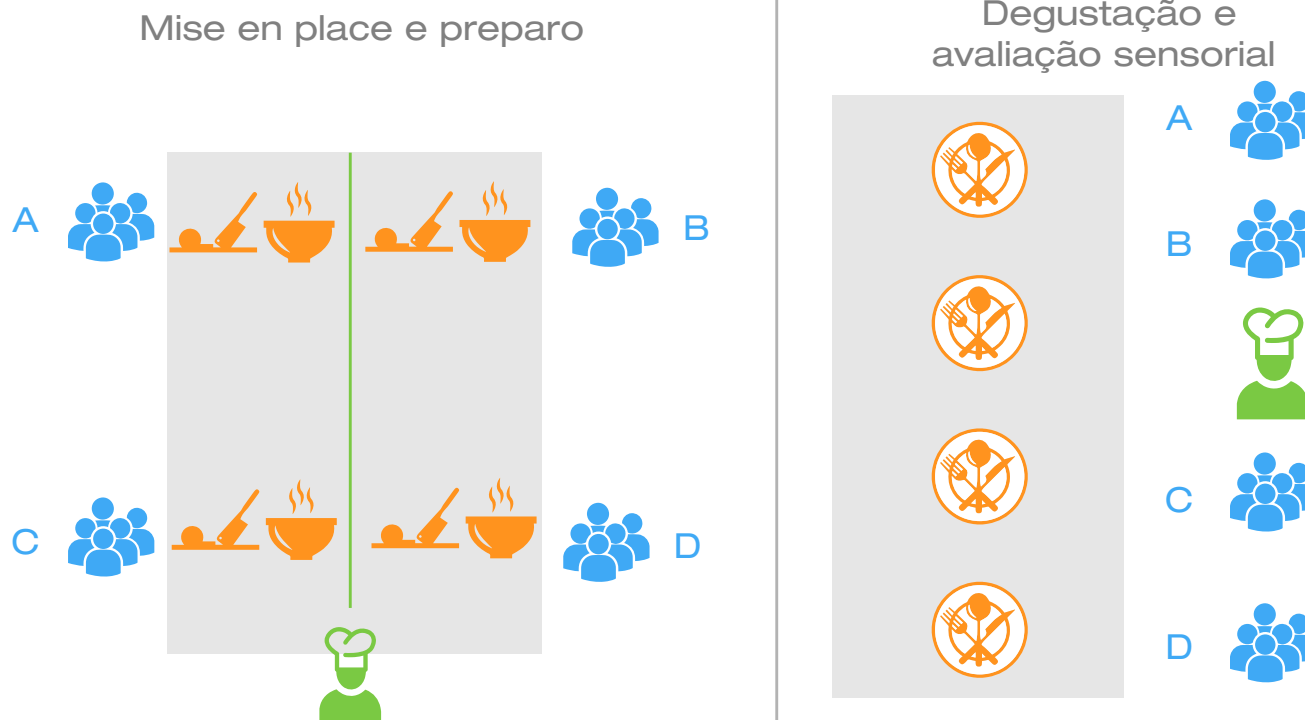 Mise en place e preparo
A
B
C
D
Degustação e
avaliação sensorial
A
B
C
D